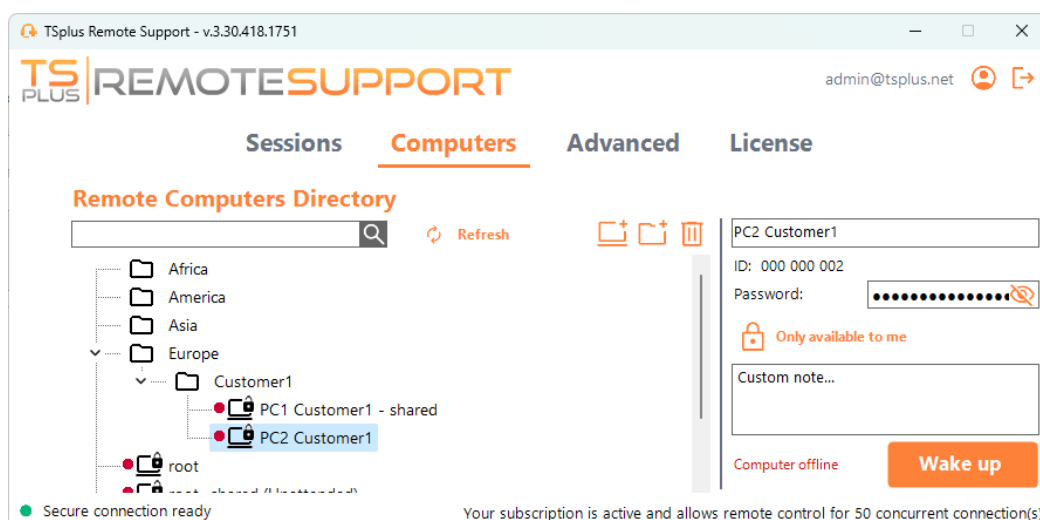 TSplus Remote Support - v.3.30.418.1751
TS PLUS REMOTESUPPORT
admin@tsplus.net
Sessions Computers Advanced License
Remote Computers Directory
Refresh
PC2 Customer1
ID: 000 000 002
Password:
Only available to me
Custom note...
Africa
America
Asia
Europe
Customer1
PC1 Customer1 - shared
PC2 Customer1
root
root - shared (Unattended)
Computer offline
Wake up
Secure connection ready
Your subscription is active and allows remote control for 50 concurrent connection(s)